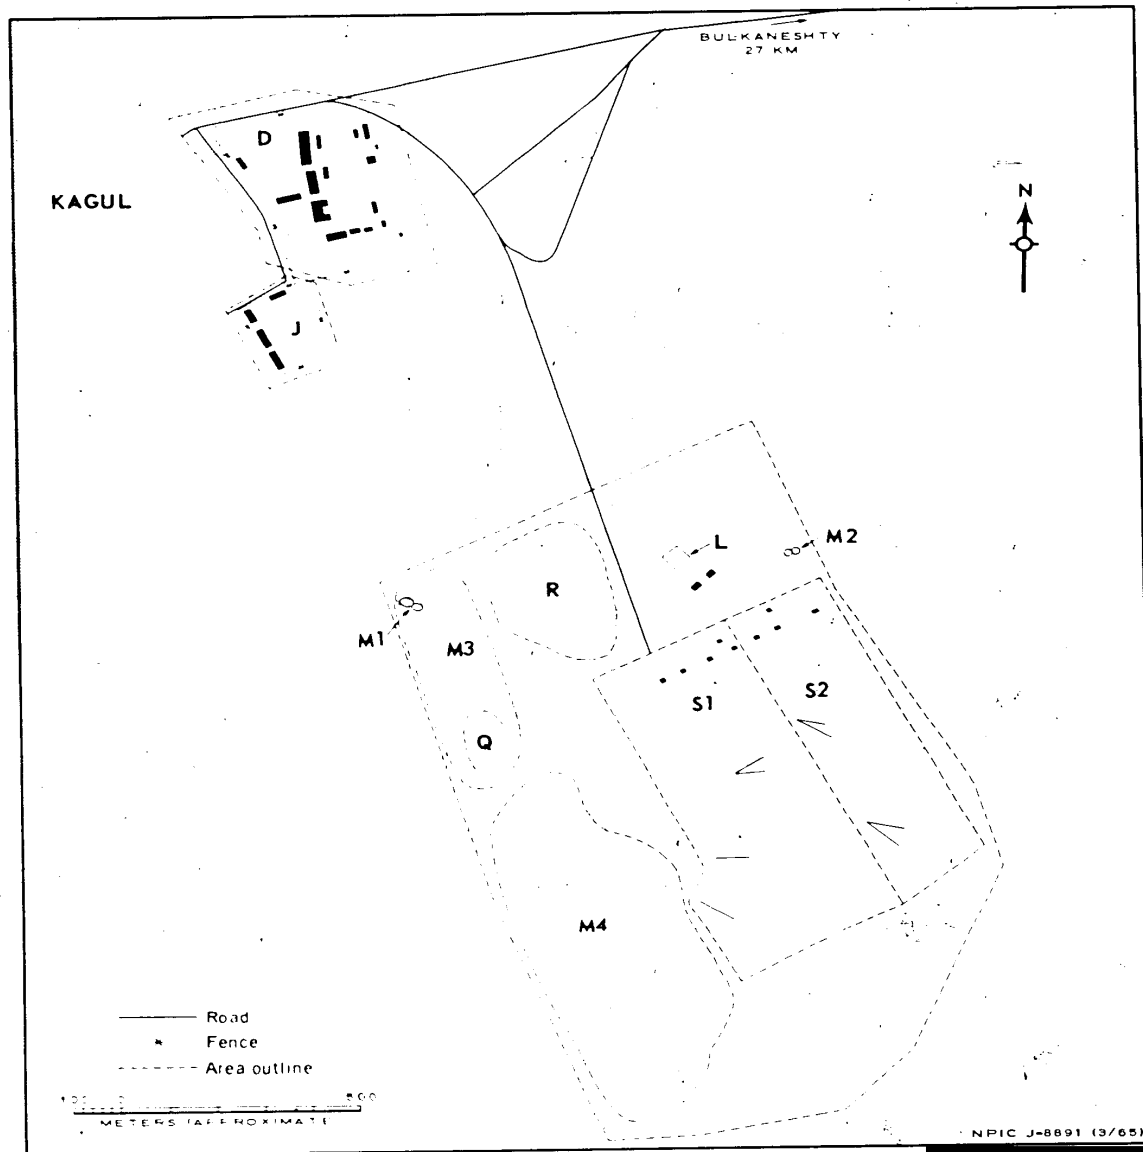 BULKANESHTY
27 KM
D
KAGUL
N
J
L
M2
R
M1
M3
S1
S2
Q
M4
Road
Fence
Area outline
METERS (APPROXIMATE)
NPIC J-8891 (3/65)